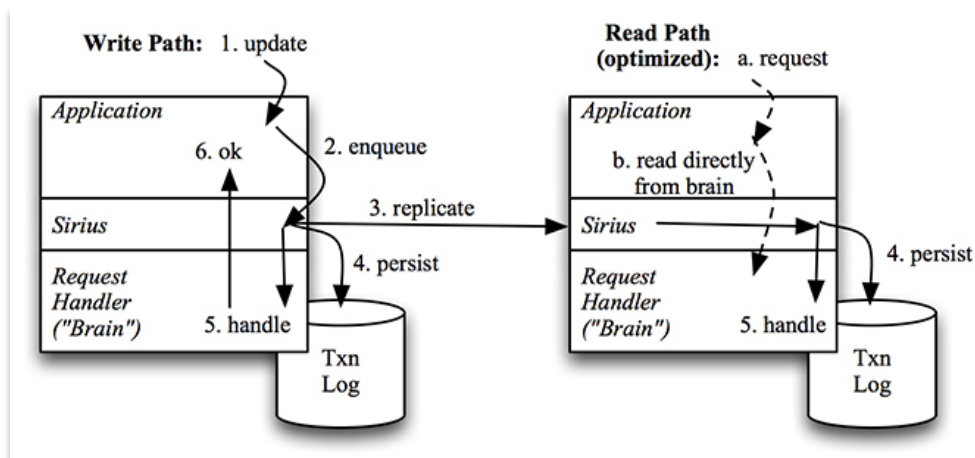 Write Path: 1. update
Application
2. enqueue
6. ok
Sirius
3. replicate
4. persist
Request
Handler
("Brain")
5. handle
Txn
Log
Read Path
(optimized): a. request
Application
b. read directly
from brain
Sirius
4. persist
Request
Handler
("Brain")
5. handle
Txn
Log